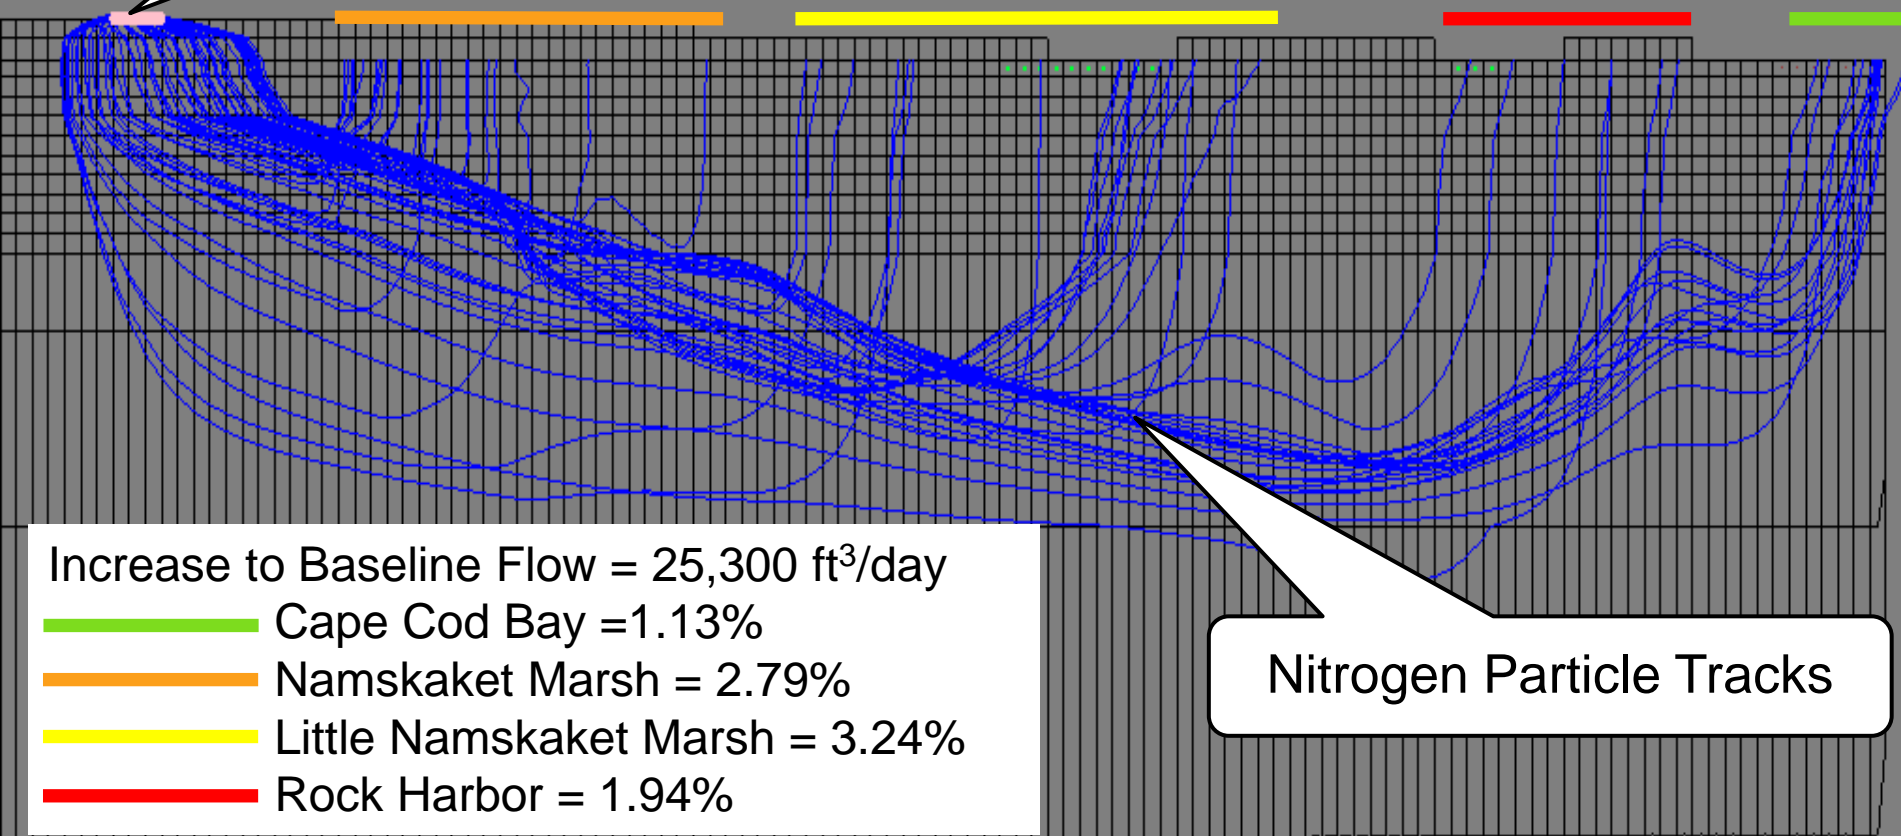 Increase to Baseline Flow = 25,300 ft³/day
Cape Cod Bay =1.13%
Namskaket Marsh = 2.79%
Little Namskaket Marsh = 3.24%
Rock Harbor = 1.94%
Nitrogen Particle Tracks